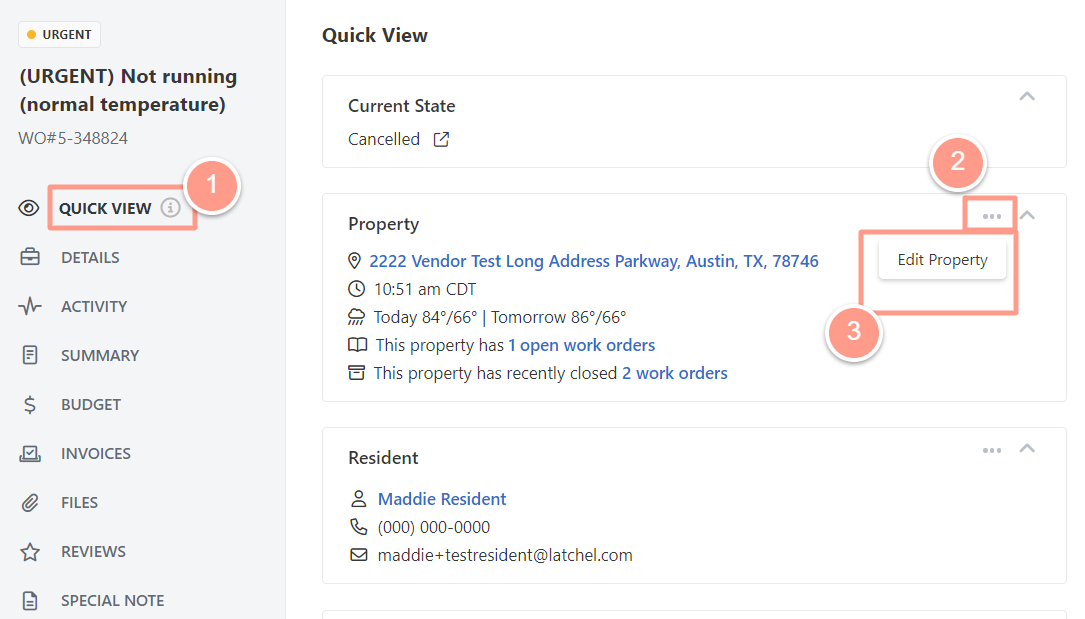 URGENT
(URGENT) Not running
(normal temperature)
WO#5-348824
QUICK VIEW
1
DETAILS
ACTIVITY
SUMMARY
BUDGET
INVOICES
FILES
REVIEWS
SPECIAL NOTE
Quick View
Current State
Cancelled
2
Property
Edit Property
3
2222 Vendor Test Long Address Parkway, Austin, TX, 78746
10:51 am CDT
Today 84°/66° | Tomorrow 86°/66°
This property has 1 open work orders
This property has recently closed 2 work orders
Resident
Maddie Resident
(000) 000-0000
maddie+testresident@latchel.com